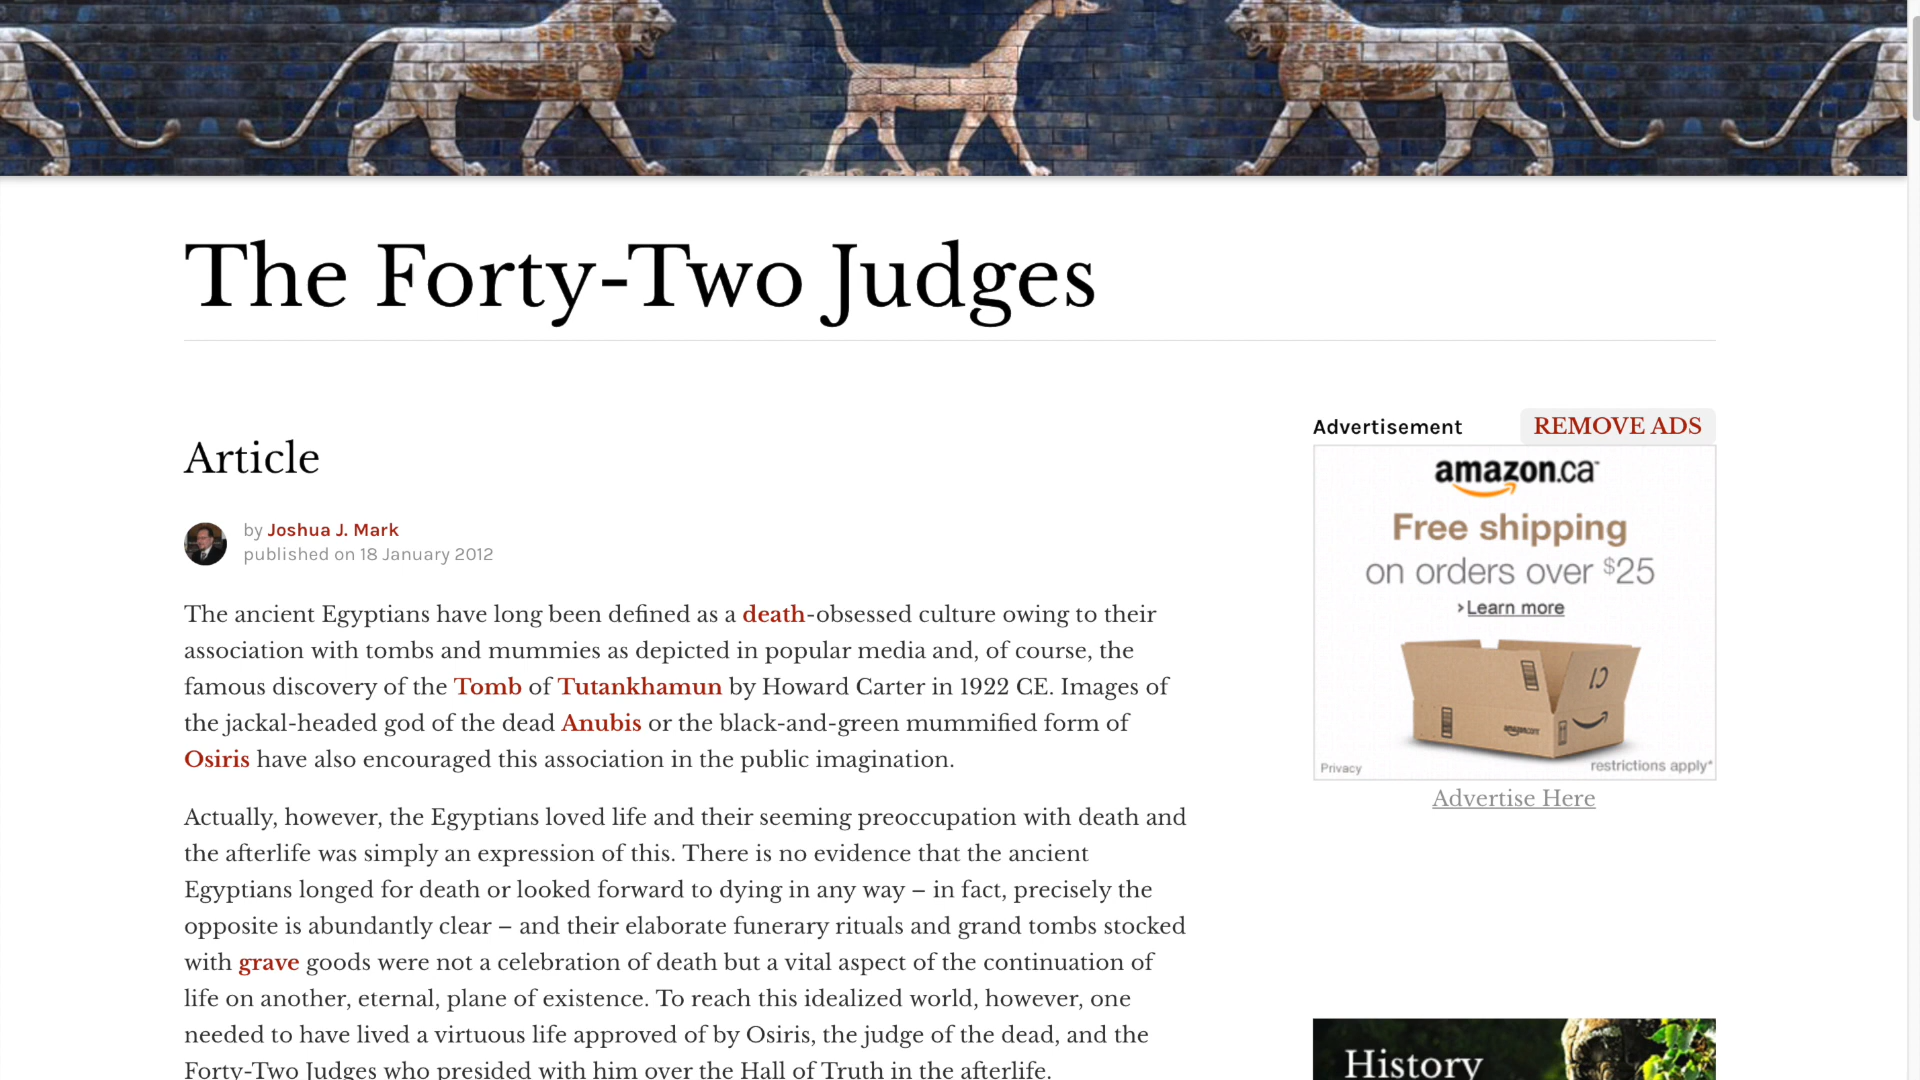 The Forty-Two Judges
Article
by Joshua J. Mark
published on 18 January 2012
The ancient Egyptians have long been defined as a death-obsessed culture owing to their
association with tombs and mummies as depicted in popular media and, of course, the
famous discovery of the Tomb of Tutankhamun by Howard Carter in 1922 CE. Images of
the jackal-headed god of the dead Anubis or the black-and-green mummified form of
Osiris have also encouraged this association in the public imagination.
Actually, however, the Egyptians loved life and their seeming preoccupation with death and
the afterlife was simply an expression of this. There is no evidence that the ancient
Egyptians longed for death or looked forward to dying in any way – in fact, precisely the
opposite is abundantly clear – and their elaborate funerary rituals and grand tombs stocked
with grave goods were not a celebration of death but a vital aspect of the continuation of
life on another, eternal, plane of existence. To reach this idealized world, however, one
needed to have lived a virtuous life approved of by Osiris, the judge of the dead, and the
Forty-Two Judges who presided with him over the Hall of Truth in the afterlife.
Advertisement
REMOVE ADS
amazon.ca
Free shipping
on orders over $25
›Learn more
amazon.com
Privacy
restrictions apply*
Advertise Here
History